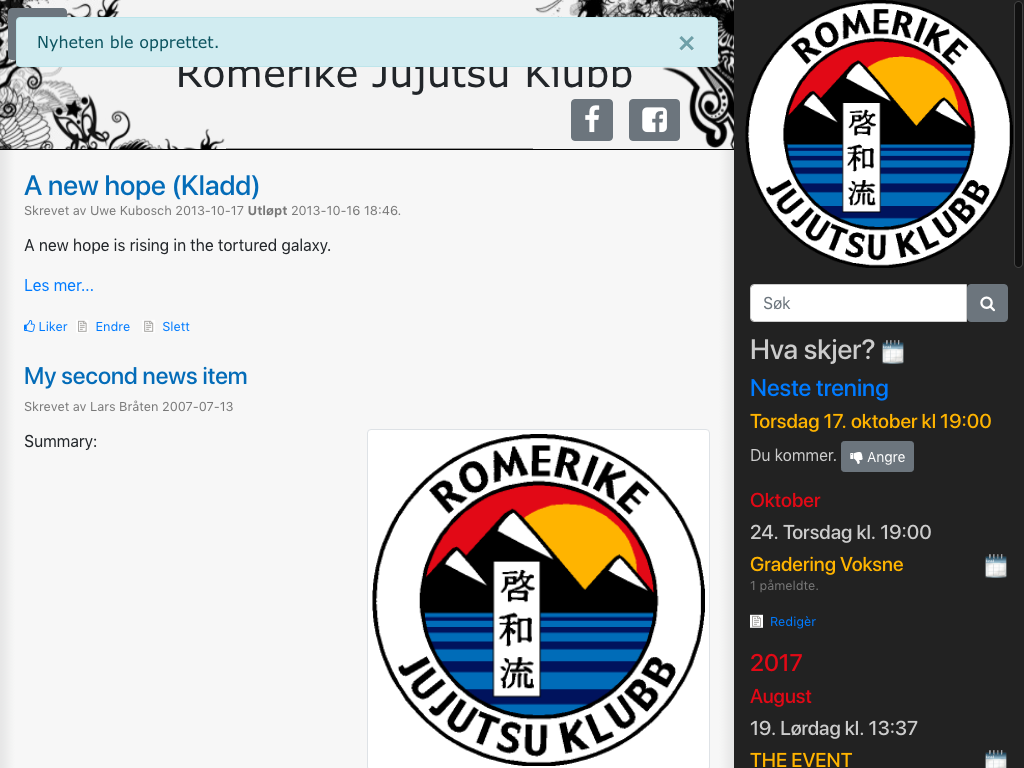 Nyheten ble opprettet.
×
Romerike Jujutsu Klubb
A new hope (Kladd)
Skrevet av Uwe Kubosch 2013-10-17 Utløpt 2013-10-16 18:46.
A new hope is rising in the tortured galaxy.
Les mer...
Liker Endre Slett
My second news item
Skrevet av Lars Bråten 2007-07-13
Summary:
ROMERIKE
啓和流
JUJUTSU KLUBB
ROMERIKE
啓和流
JUJUTSU KLUBB
Søk
Hva skjer?
Neste trening
Torsdag 17. oktober kl 19:00
Du kommer. Angre
Oktober
24. Torsdag kl. 19:00
Gradering Voksne
1 påmeldte.
Redigèr
2017
August
19. Lørdag kl. 13:37
THE EVENT